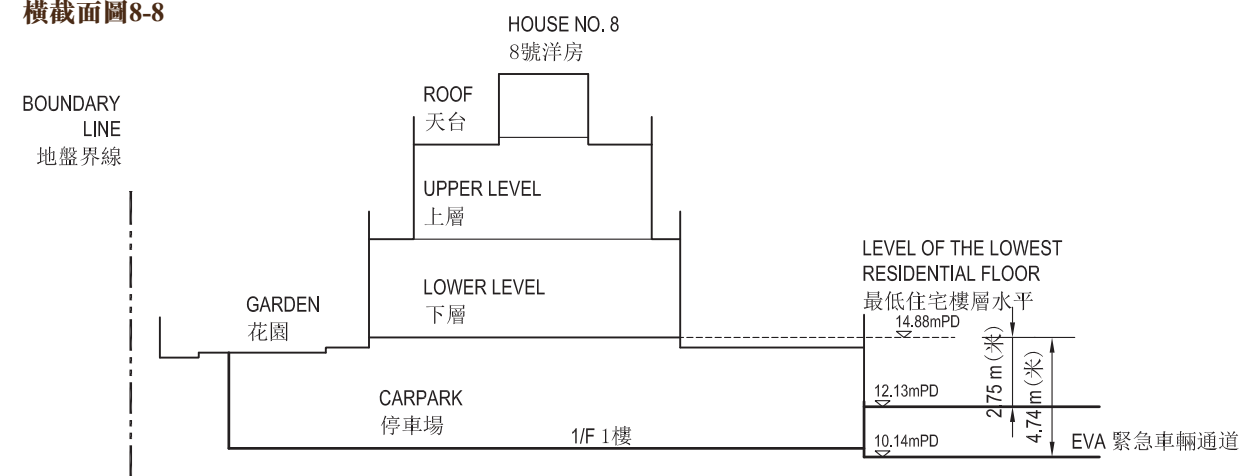 橫截面圖8-8
HOUSE NO. 8
8號洋房
BOUNDARY
LINE
地盤界線
ROOF
天台
UPPER LEVEL
上層
LOWER LEVEL
下層
GARDEN
花園
LEVEL OF THE LOWEST
RESIDENTIAL FLOOR
最低住宅樓層水平
14.88mPD
2.75 m (米)
4.74 m (米)
12.13mPD
CARPARK
停車場
1/F 1樓
10.14mPD
EVA 緊急車輛通道